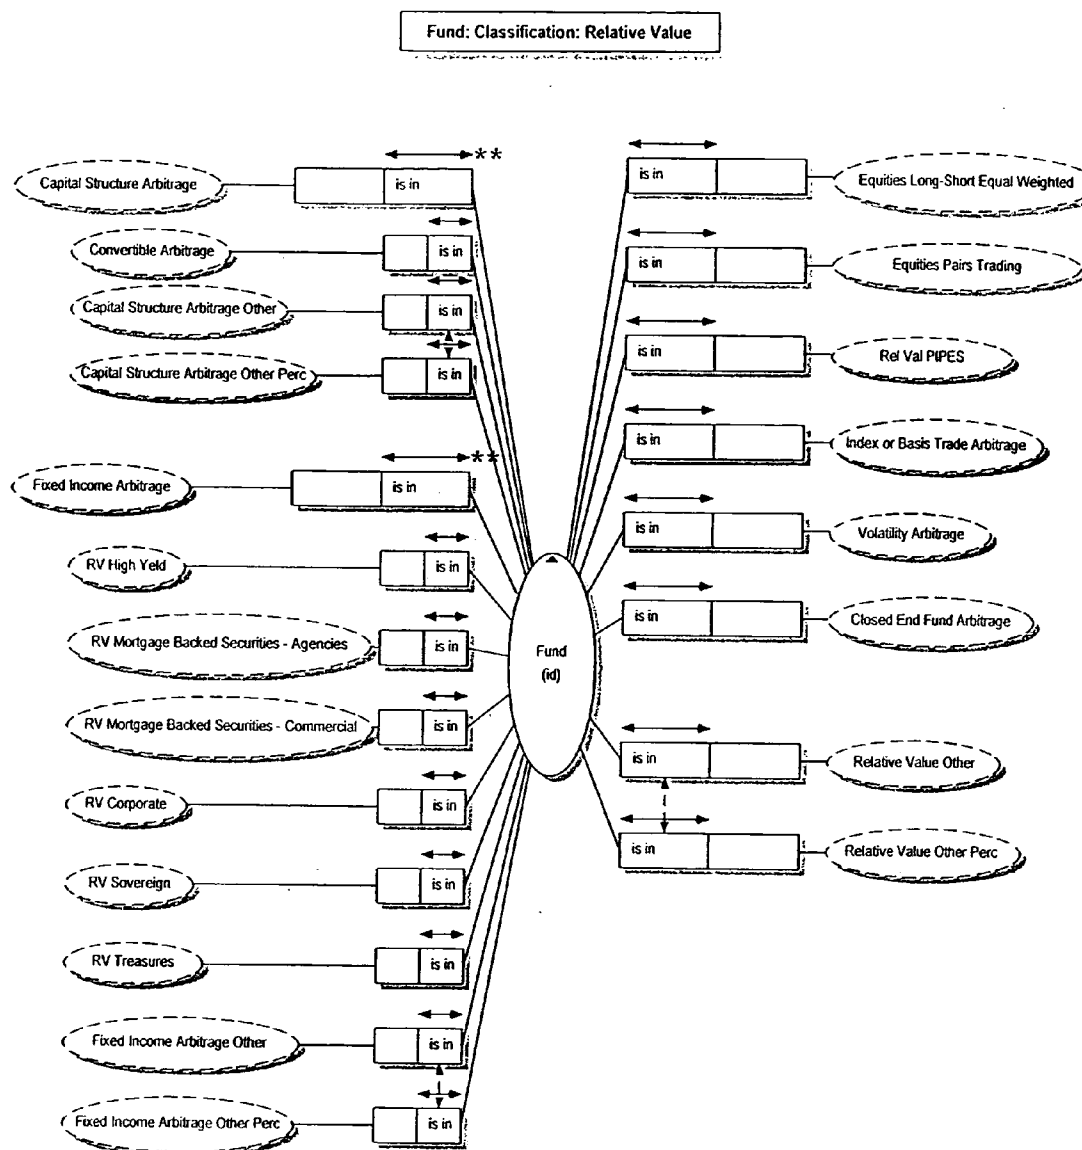 Fund: Classification: Relative Value
Capital Structure Arbitrage
is in
**
Convertible Arbitrage
is in
Capital Structure Arbitrage Other
is in
Capital Structure Arbitrage Other Perc
is in
Fixed Income Arbitrage
is in
**
RV High Yeld
is in
RV Mortgage Backed Securities - Agencies
is in
RV Mortgage Backed Securities - Commercial
is in
RV Corporate
is in
RV Sovereign
is in
RV Treasures
is in
Fixed Income Arbitrage Other
is in
Fixed Income Arbitrage Other Perc
is in
Fund
(id)
is in
Equities Long-Short Equal Weighted
is in
Equities Pairs Trading
is in
Rel Val PIPES
is in
Index or Basis Trade Arbitrage
is in
Volatility Arbitrage
is in
Closed End Fund Arbitrage
is in
Relative Value Other
is in
Relative Value Other Perc